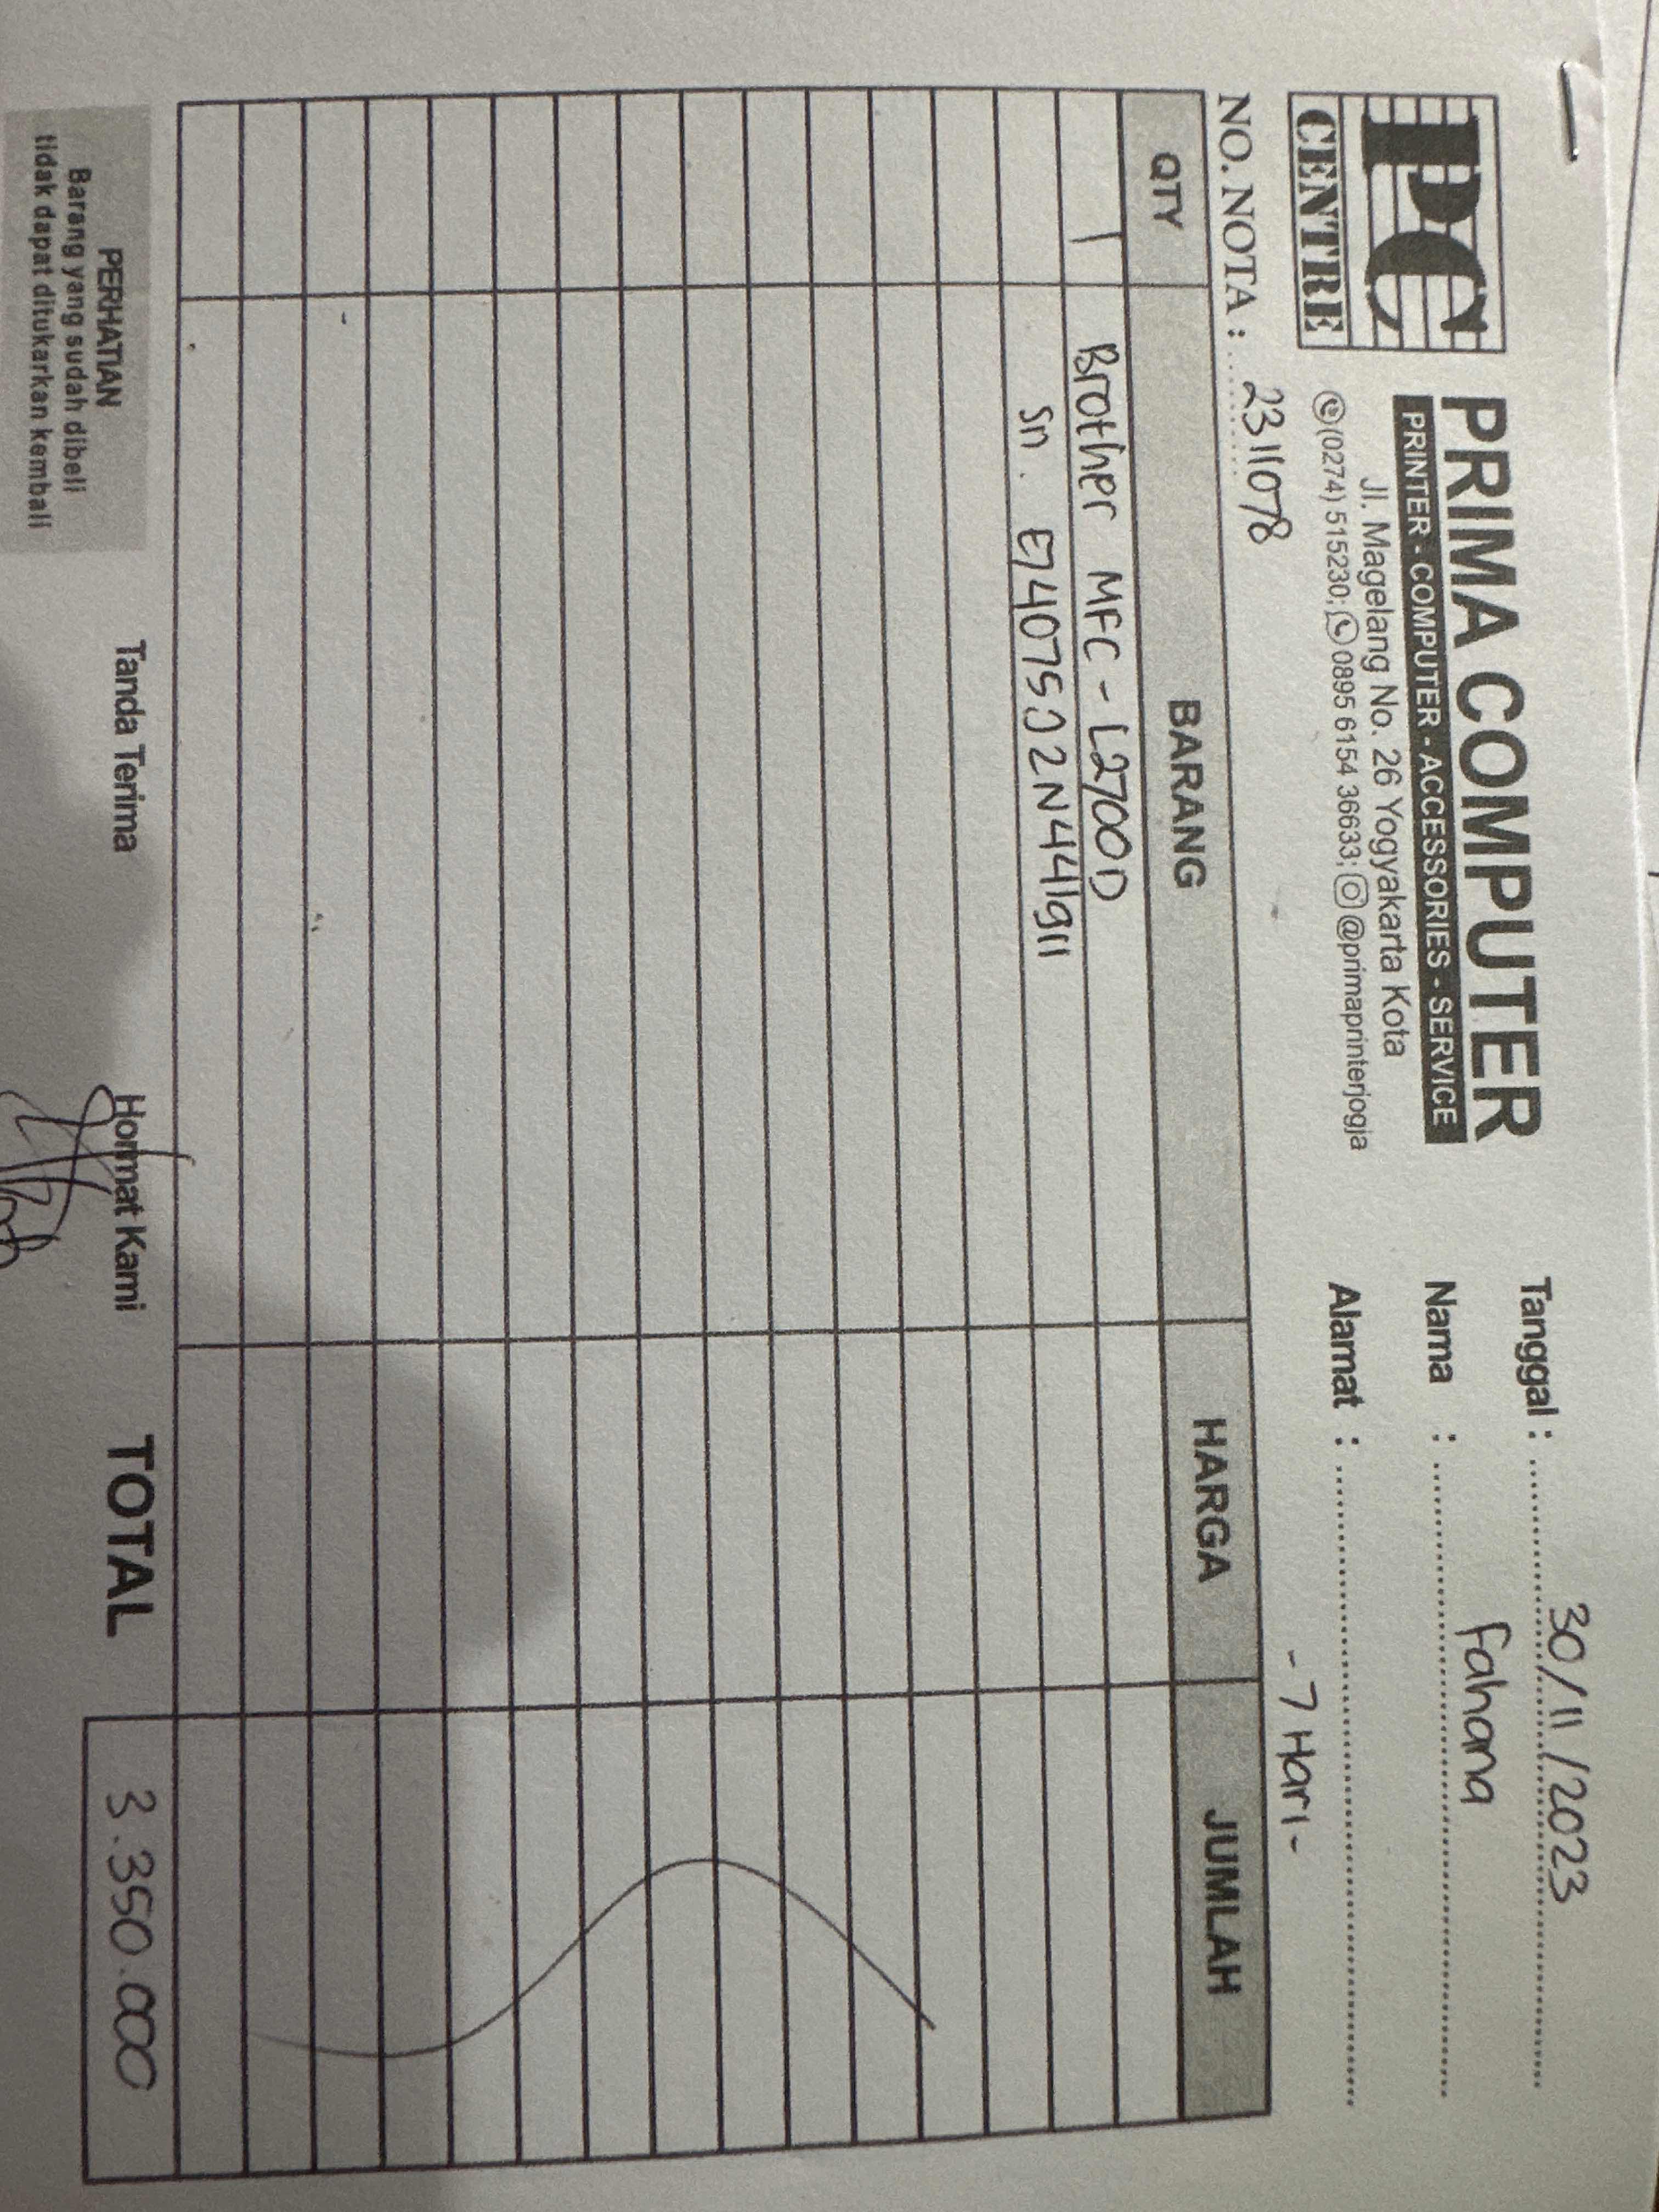 PC
CENTRE
PRIMA COMPUTER
PRINTER - COMPUTER - ACCESSORIES - SERVICE
Jl. Magelang No. 26 Yogyakarta Kota
(0274) 515230; 0895 6154 36633; @primaprinterjogja
Tanggal : 30/11/2023
Nama : Fahana
Alamat :
NO. NOTA : 2311078
- 7 Hari -
QTY BARANG HARGA JUMLAH
1 Brother MFC - L2700D
Sn. E74075J2N441911
PERHATIAN
Barang yang sudah dibeli
tidak dapat ditukarkan kembali
Tanda Terima
Hormat Kami
TOTAL 3.350.000